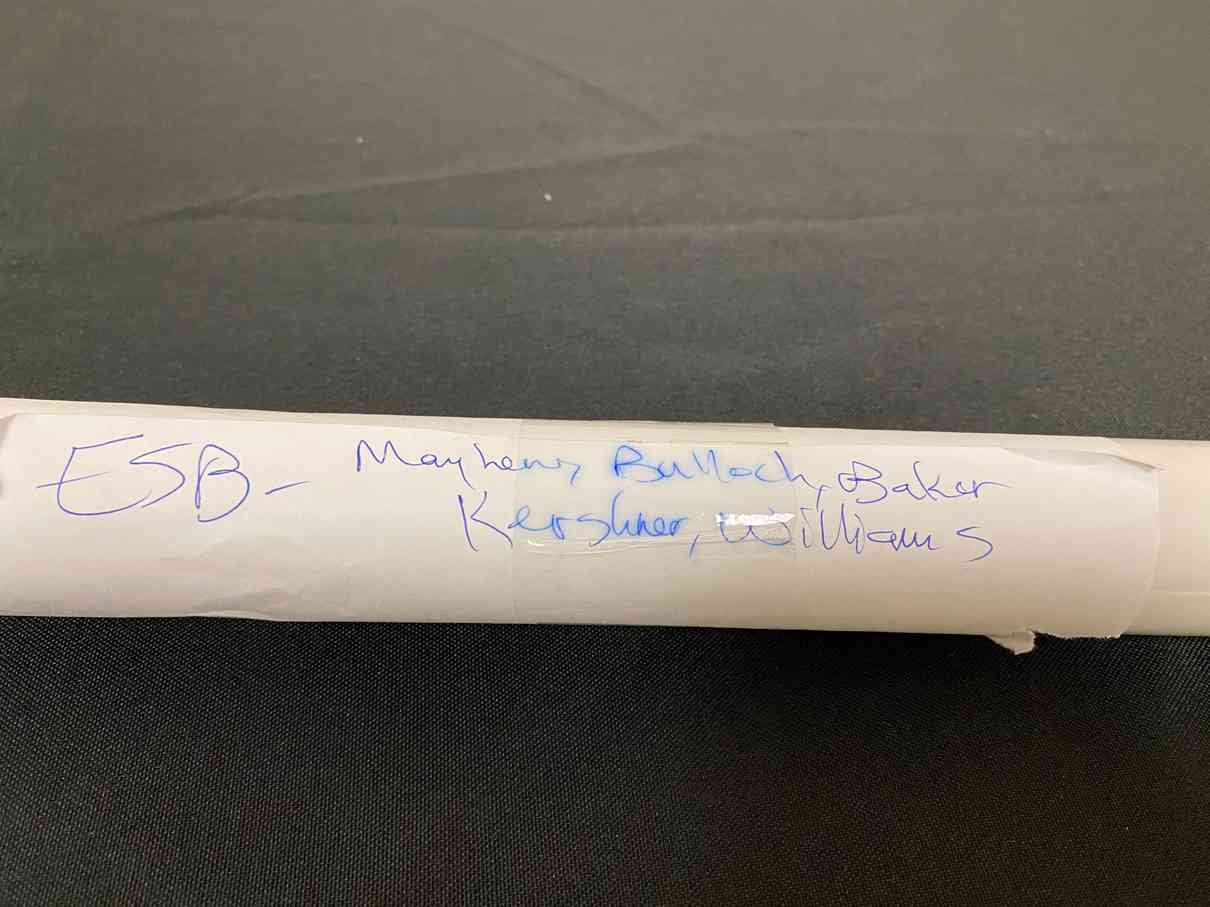 ESB - Mayhew, Bulloch, Baker
Kershner, Williams